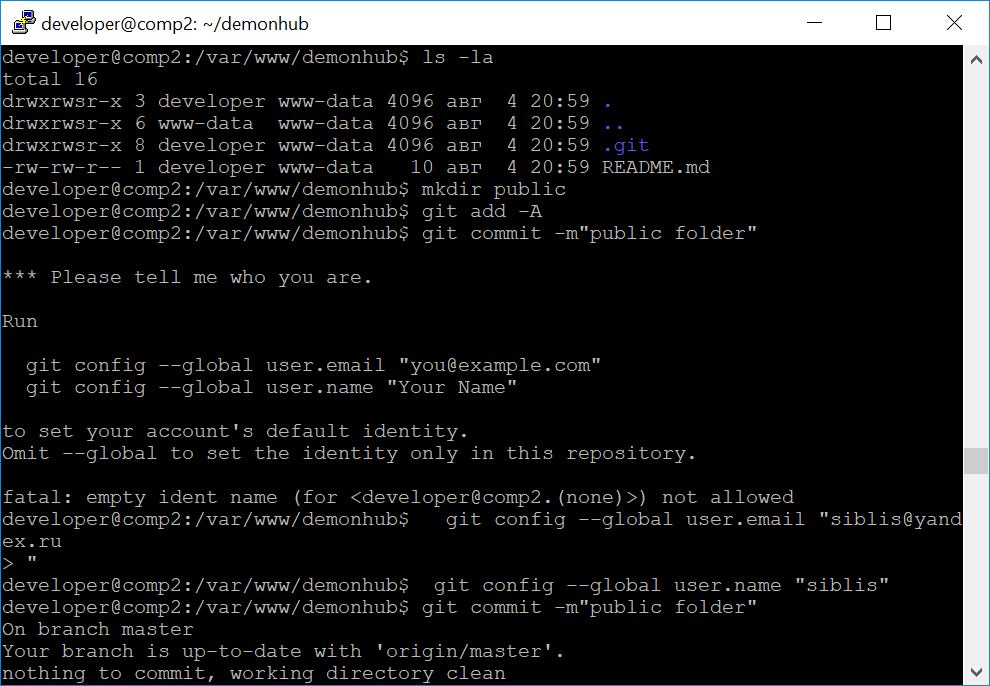 developer@comp2: ~/demonhub
developer@comp2:/var/www/demonhub$ ls -la
total 16
drwxrwsr-x 3 developer www-data 4096 авг  4 20:59 .
drwxrwsr-x 6 www-data  www-data 4096 авг  4 20:59 ..
drwxrwsr-x 8 developer www-data 4096 авг  4 20:59 .git
-rw-rw-r-- 1 developer www-data   10 авг  4 20:59 README.md
developer@comp2:/var/www/demonhub$ mkdir public
developer@comp2:/var/www/demonhub$ git add -A
developer@comp2:/var/www/demonhub$ git commit -m"public folder"
*** Please tell me who you are.
Run
  git config --global user.email "you@example.com"
  git config --global user.name "Your Name"
to set your account's default identity.
Omit --global to set the identity only in this repository.
fatal: empty ident name (for <developer@comp2.(none)>) not allowed
developer@comp2:/var/www/demonhub$   git config --global user.email "siblis@yand
ex.ru
> "
developer@comp2:/var/www/demonhub$  git config --global user.name "siblis"
developer@comp2:/var/www/demonhub$ git commit -m"public folder"
On branch master
Your branch is up-to-date with 'origin/master'.
nothing to commit, working directory clean